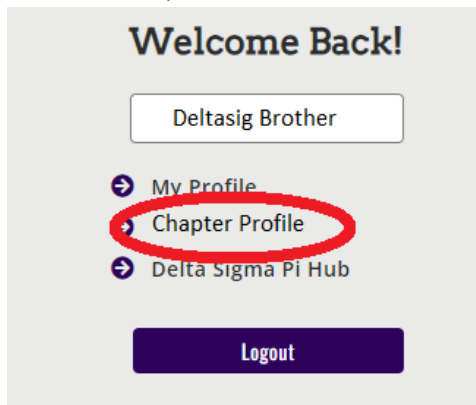 Welcome Back!
Deltasig Brother
My Profile
Chapter Profile
Delta Sigma Pi Hub
Logout